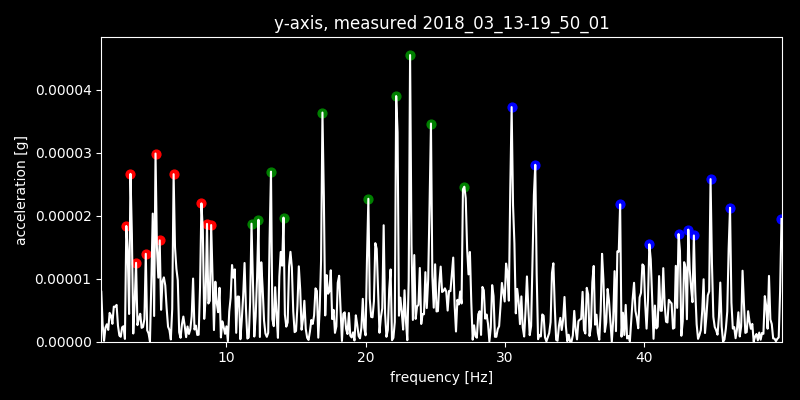 y-axis, measured 2018_03_13-19_50_01
acceleration [g]
0.00004
0.00003
0.00002
0.00001
0.00000
10 20 30 40
frequency [Hz]